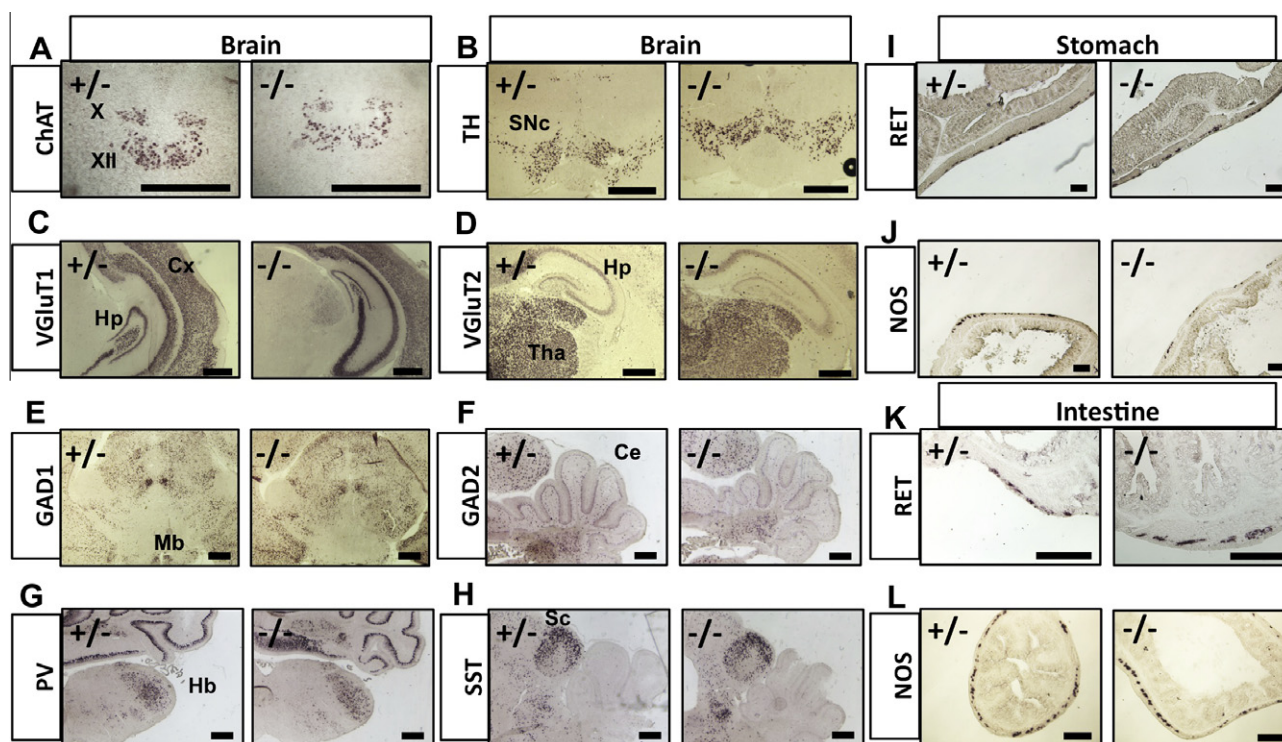 A
Brain
ChAT
+/-
X
XII
-/-
B
Brain
TH
+/-
SNc
-/-
I
Stomach
RET
+/-
-/-
C
VGluT1
+/-
Cx
Hp
-/-
D
VGluT2
+/-
Hp
Tha
-/-
J
NOS
+/-
-/-
E
GAD1
+/-
Mb
-/-
F
GAD2
+/-
Ce
-/-
K
Intestine
RET
+/-
-/-
G
PV
+/-
Hb
-/-
H
SST
+/-
Sc
-/-
L
NOS
+/-
-/-